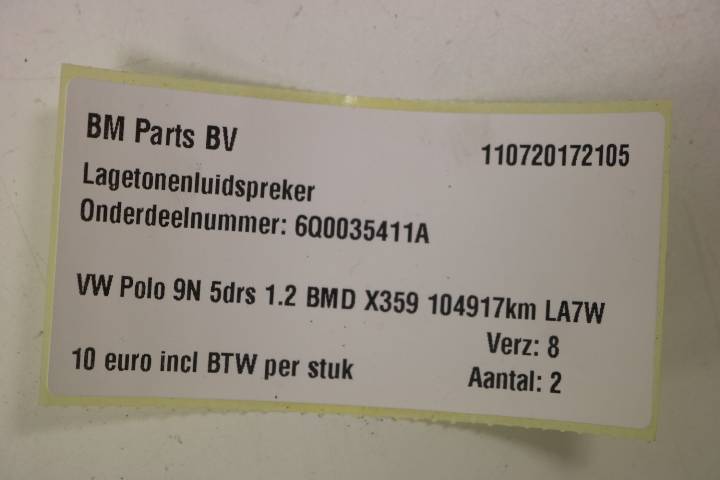 BM Parts BV
110720172105
Lagetonenluidspreker
Onderdeelnummer: 6Q0035411A
VW Polo 9N 5drs 1.2 BMD X359 104917km LA7W
Verz: 8
10 euro incl BTW per stuk
Aantal: 2